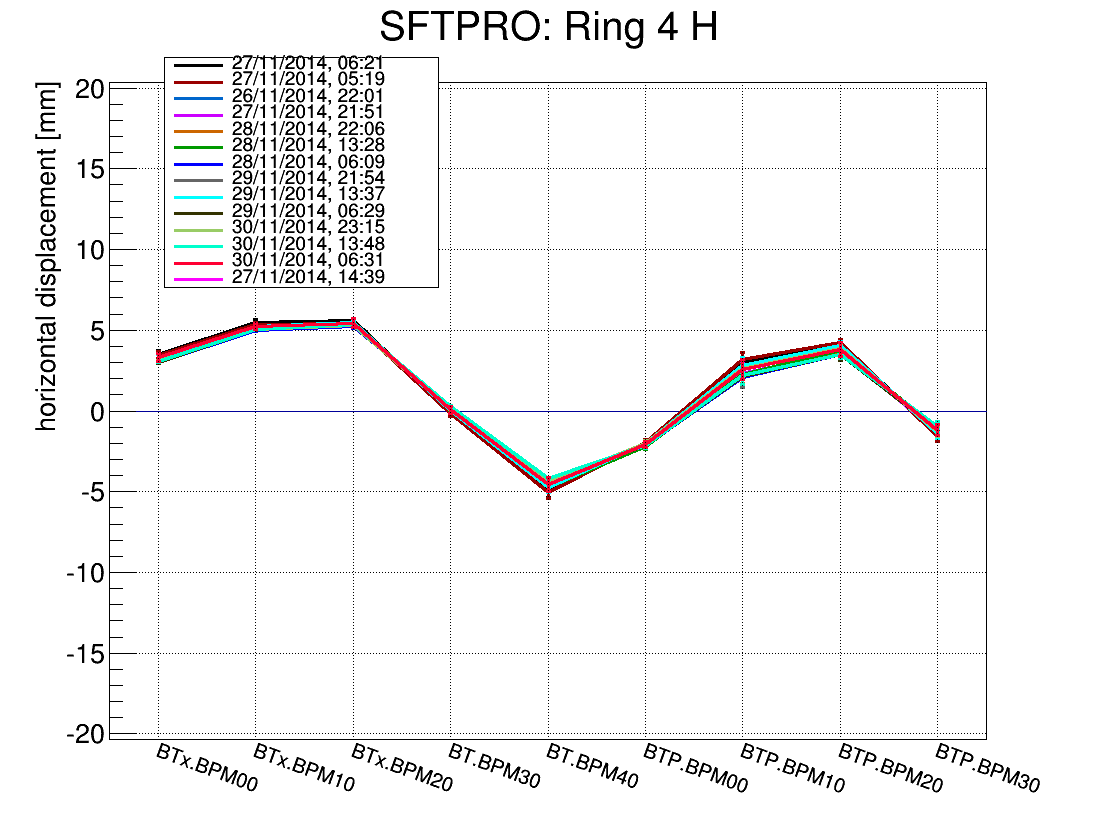 SFTPRO: Ring 4 H
horizontal displacement [mm]
27/11/2014, 06:21
27/11/2014, 05:19
26/11/2014, 22:01
27/11/2014, 21:51
28/11/2014, 22:06
28/11/2014, 13:28
28/11/2014, 06:09
29/11/2014, 21:54
29/11/2014, 13:37
29/11/2014, 06:29
30/11/2014, 23:15
30/11/2014, 13:48
30/11/2014, 06:31
27/11/2014, 14:39
20
15
10
5
0
-5
-10
-15
-20
BTx.BPM00
BTx.BPM10
BTx.BPM20
BT.BPM30
BT.BPM40
BTP.BPM00
BTP.BPM10
BTP.BPM20
BTP.BPM30